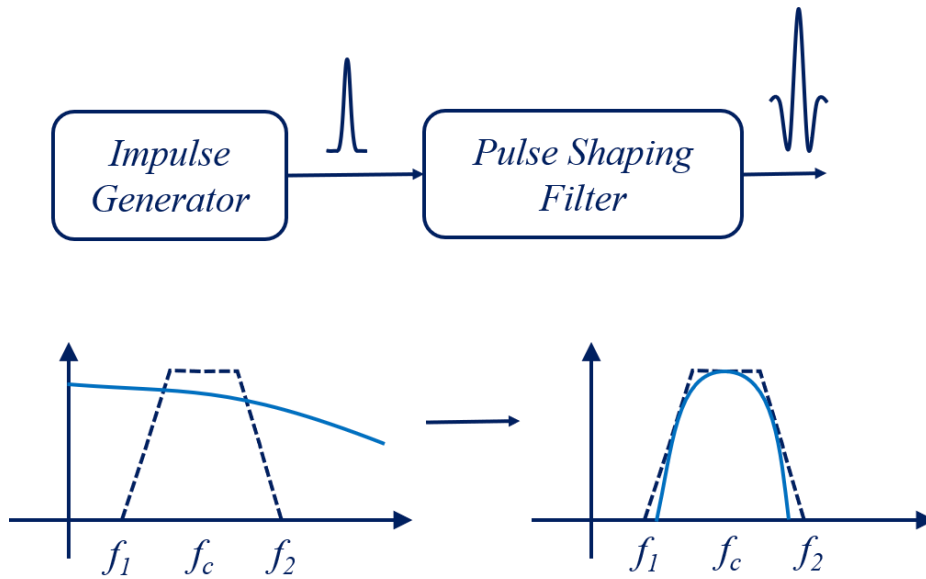 Impulse
Generator
Pulse Shaping
Filter
f1 fc f2
f1 fc f2